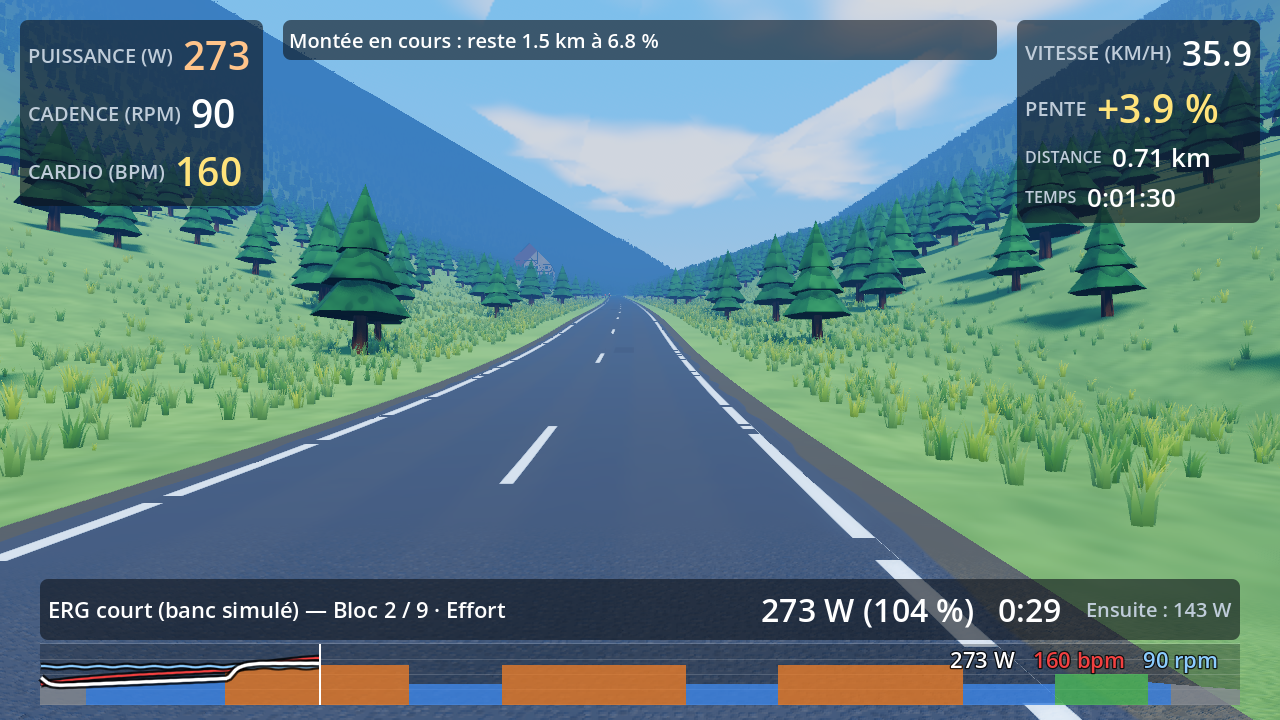 PUISSANCE (W) 273
CADENCE (RPM) 90
CARDIO (BPM) 160
Montée en cours : reste 1.5 km à 6.8 %
VITESSE (KM/H) 35.9
PENTE +3.9 %
DISTANCE 0.71 km
TEMPS 0:01:30
ERG court (banc simulé) — Bloc 2 / 9 · Effort
273 W (104 %) 0:29 Ensuite : 143 W
273 W 160 bpm 90 rpm